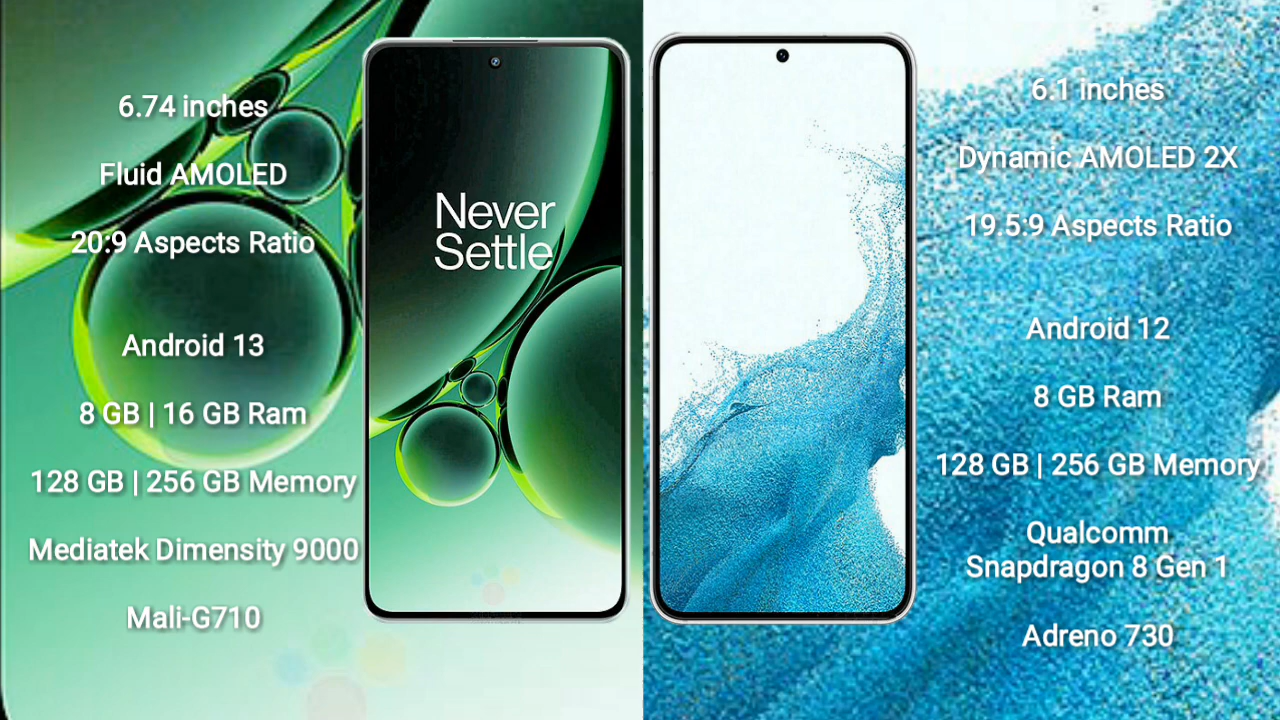 6.74 inches
Fluid AMOLED
20:9 Aspects Ratio
Android 13
8 GB | 16 GB Ram
128 GB | 256 GB Memory
Mediatek Dimensity 9000
Mali-G710
Never
Settle
6.1 inches
Dynamic AMOLED 2X
19.5:9 Aspects Ratio
Android 12
8 GB Ram
128 GB | 256 GB Memory
Qualcomm
Snapdragon 8 Gen 1
Adreno 730